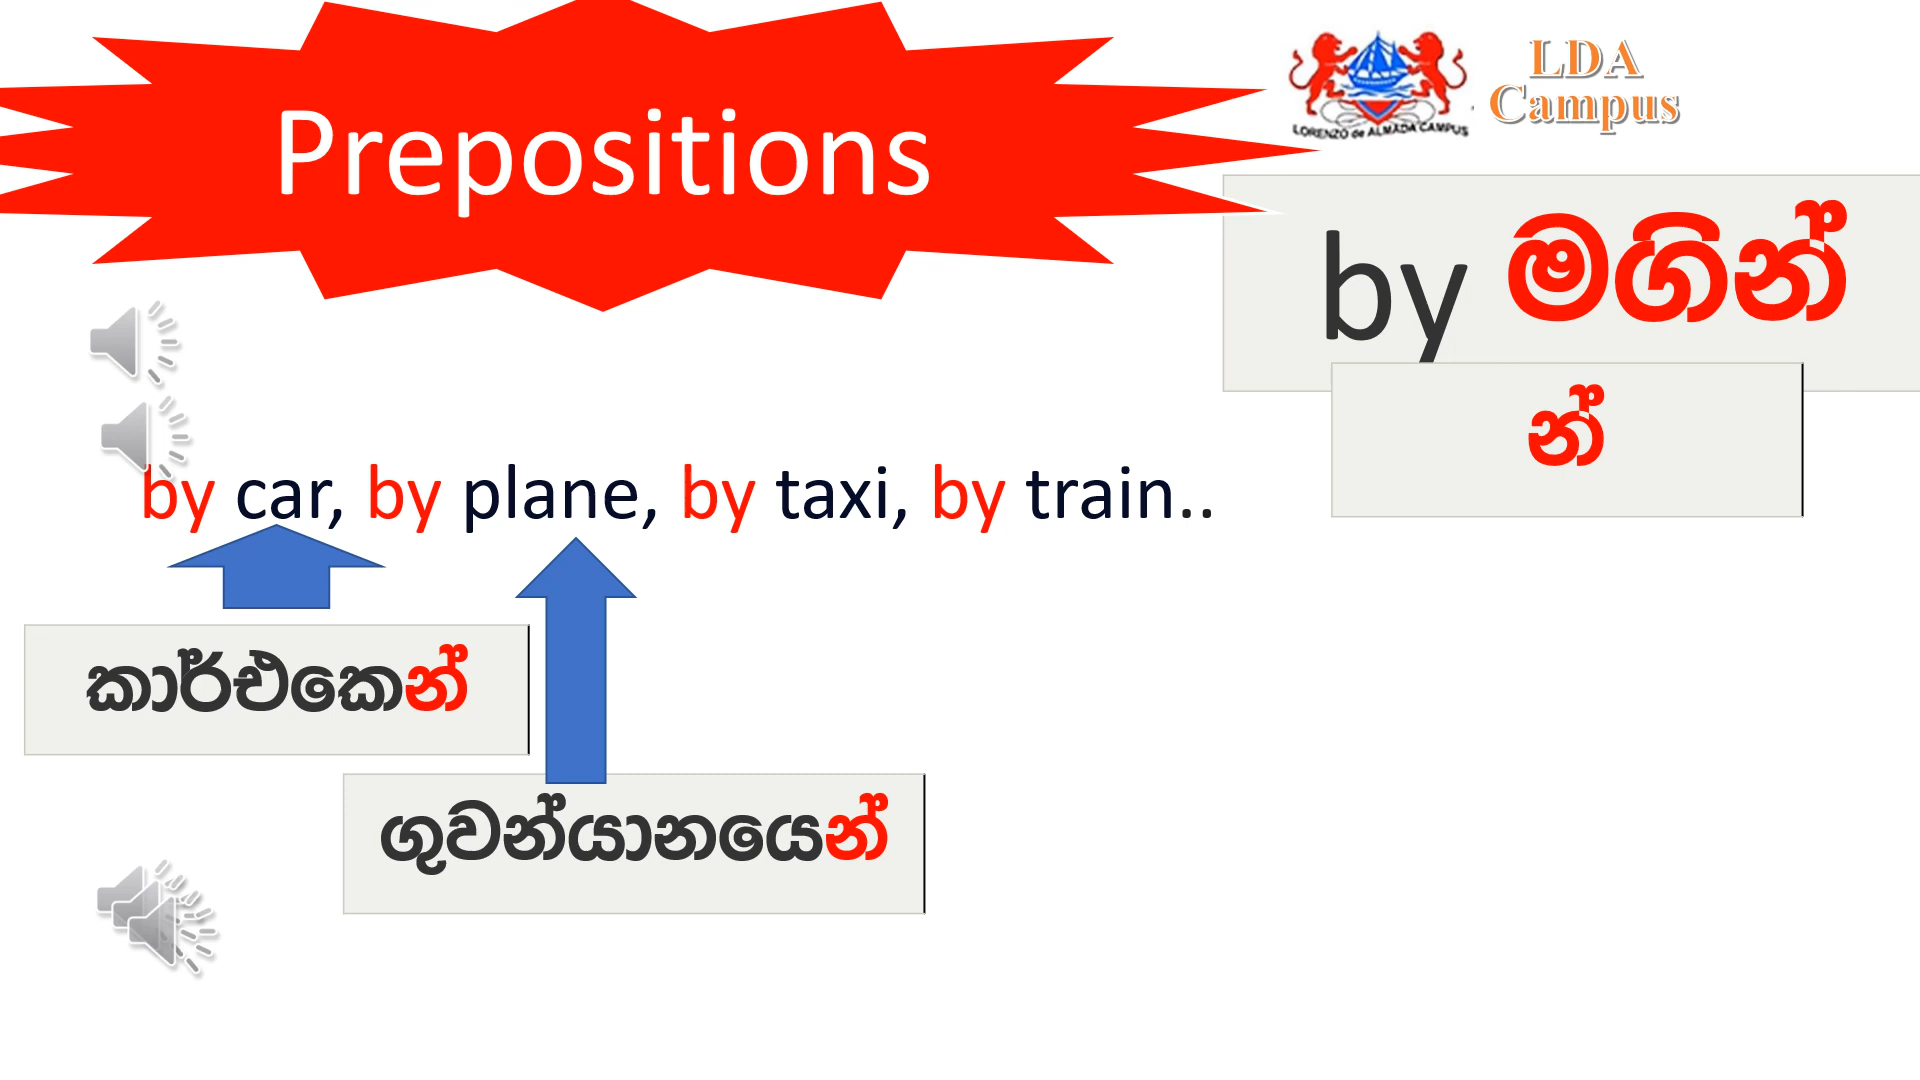 Prepositions
LORENZO de ALMADA CAMPUS
LDA
Campus
by මගින්
න්
by car, by plane, by taxi, by train..
කාර්එකෙන්
ගුවන්යානයෙන්